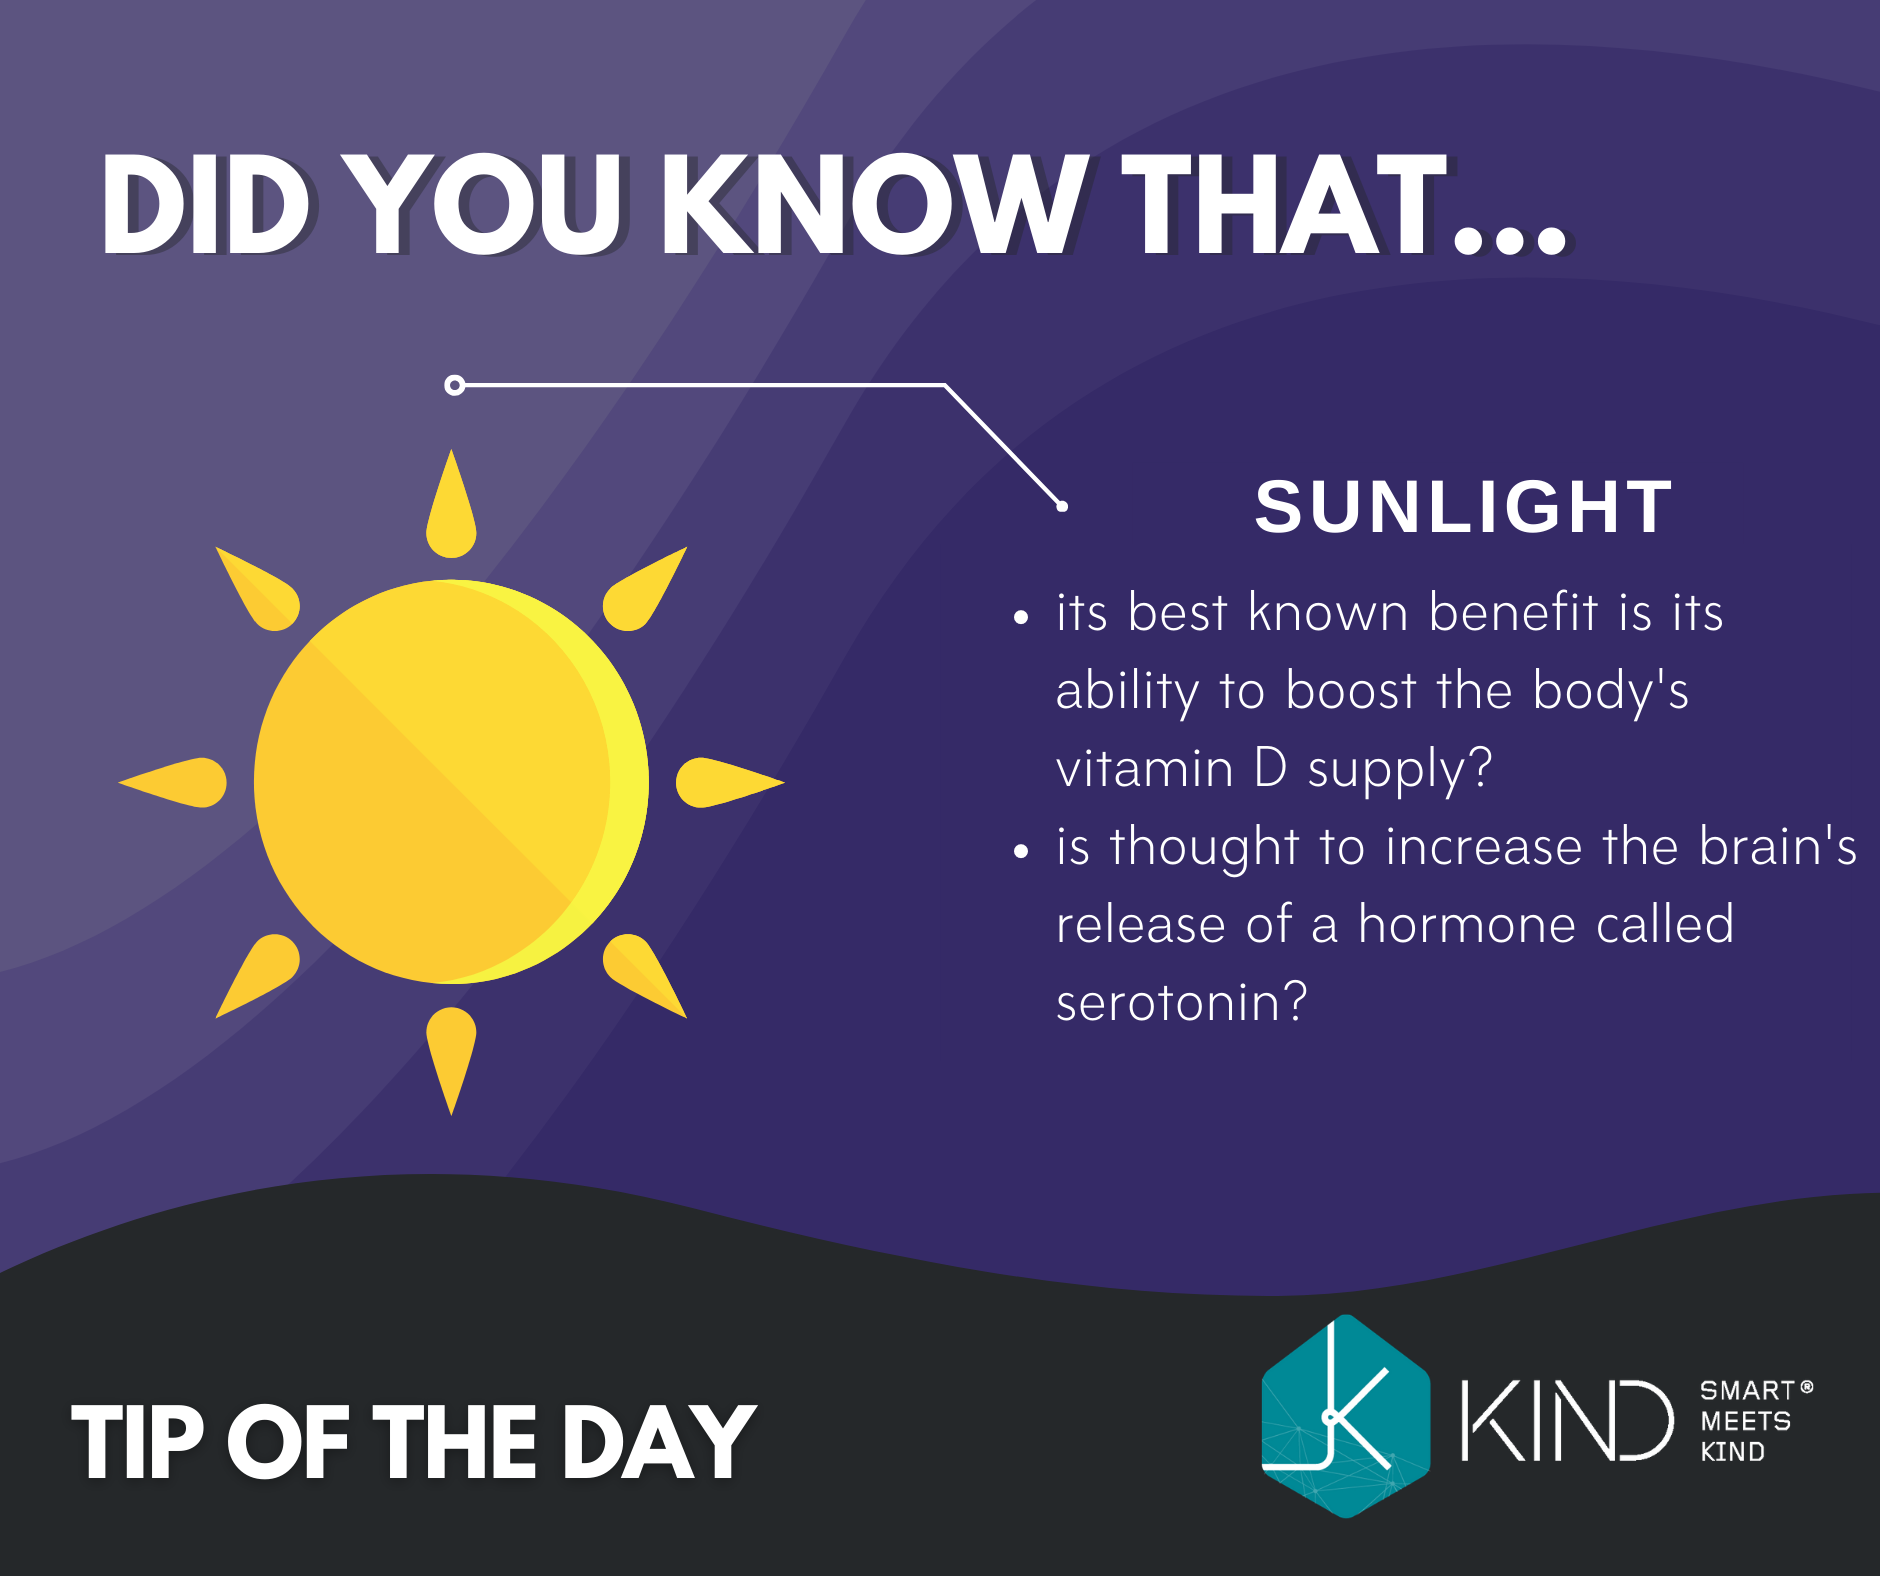 DID YOU KNOW THAT...
SUNLIGHT
• its best known benefit is its
ability to boost the body's
vitamin D supply?
• is thought to increase the brain's
release of a hormone called
serotonin?
TIP OF THE DAY
KIND
SMART®
MEETS
KIND